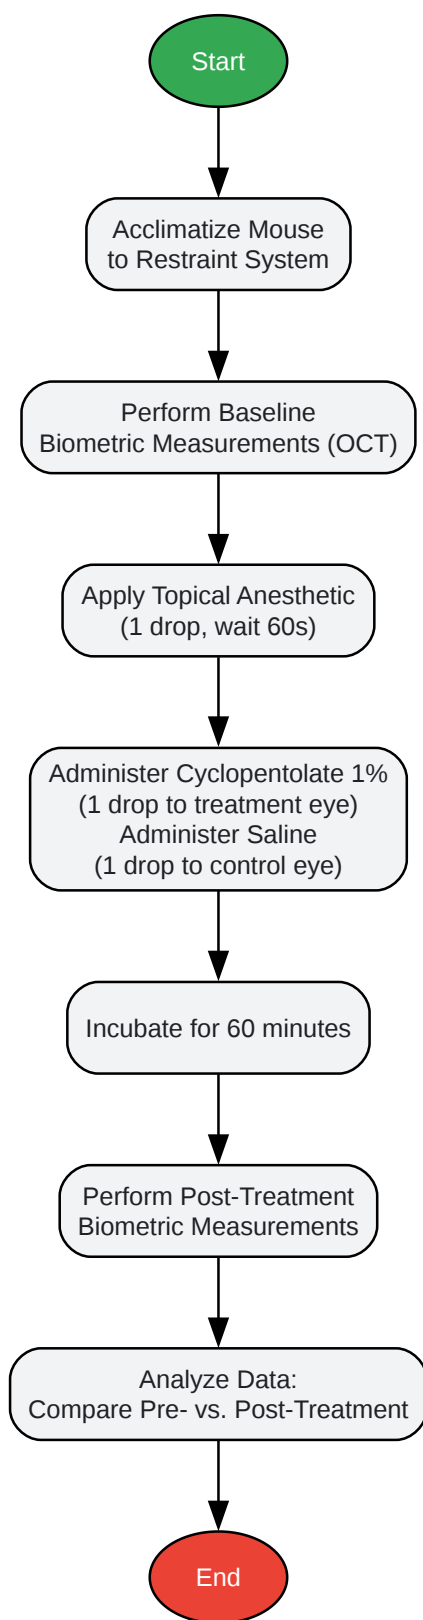 Start
Acclimatize Mouse
to Restraint System
Perform Baseline
Biometric Measurements (OCT)
Apply Topical Anesthetic
(1 drop, wait 60s)
Administer Cyclopentolate 1%
(1 drop to treatment eye)
Administer Saline
(1 drop to control eye)
Incubate for 60 minutes
Perform Post-Treatment
Biometric Measurements
Analyze Data:
Compare Pre- vs. Post-Treatment
End